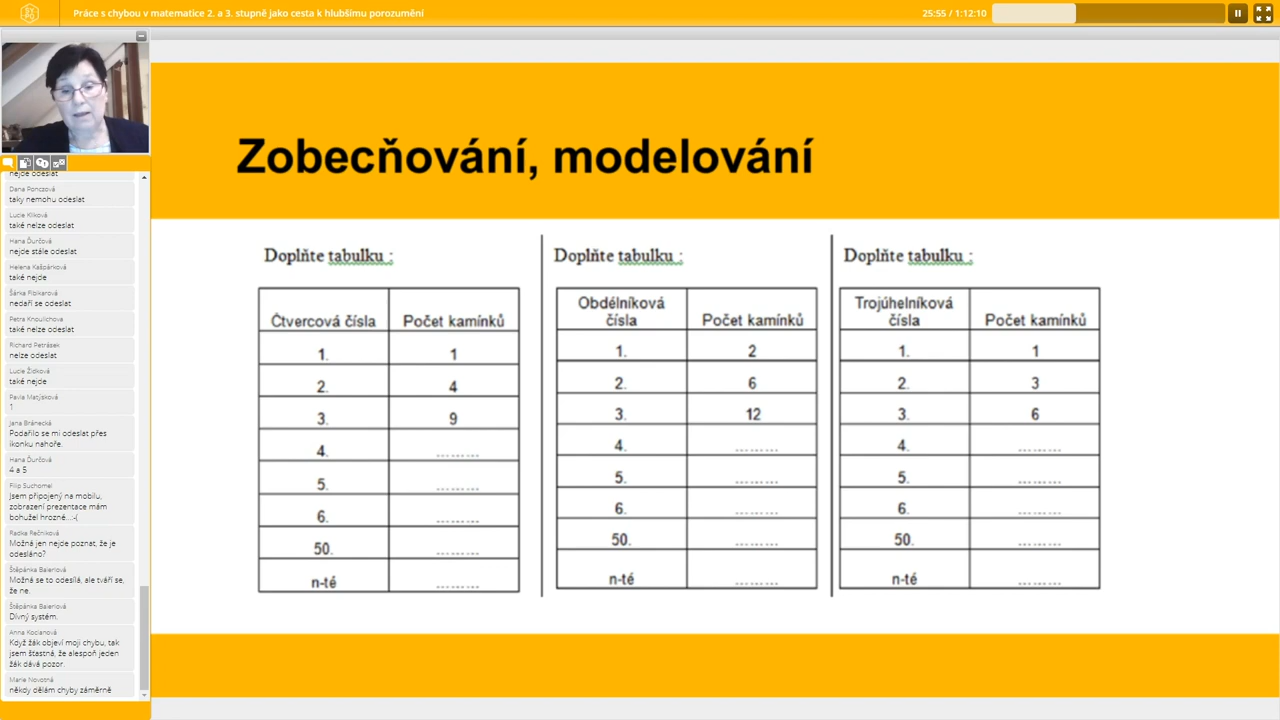 Práce s chybou v matematice 2. a 3. stupně jako cesta k hlubšímu porozumění
25:55 / 1:12:10
nejde odeslat
Dana Ponczová
taky nemohu odeslat
Lucie Klíková
také nelze odeslat
Hana Ďurčová
nejde stále odeslat
Helena Kašpárková
také nejde
Šárka Fibikarová
nedaří se odeslat
Petra Knoulichova
také nelze odeslat
Richard Petrásek
nelze odeslat
Lucie Židková
také nejde
Pavla Matýsková
1
Jana Bránecká
Podařilo se mi odeslat přes
ikonku nahoře.
Hana Ďurčová
4 a 5
Filip Suchomel
Jsem připojený na mobilu,
zobrazení prezentace mám
bohužel hrozné...:-(
Radka Rečníková
Možná jen nejde poznat, že je
odesláno?
Štěpánka Baierlová
Možná se to odesílá, ale tváří se,
že ne.
Štěpánka Baierlová
Divný systém.
Anna Kocianová
Když žák objeví moji chybu, tak
jsem šťastná, že alespoň jeden
žák dává pozor.
Marie Novotná
někdy dělám chyby záměrně
Zobecňování, modelování
Doplňte tabulku :
Čtvercová čísla Počet kamínků
1. 1
2. 4
3. 9
4. .........
5. .........
6. .........
50. .........
n-té .........
Doplňte tabulku :
Obdélníková
čísla Počet kamínků
1. 2
2. 6
3. 12
4. .........
5. .........
6. .........
50. .........
n-té .........
Doplňte tabulku :
Trojúhelníková
čísla Počet kamínků
1. 1
2. 3
3. 6
4. .........
5. .........
6. .........
50. .........
n-té .........